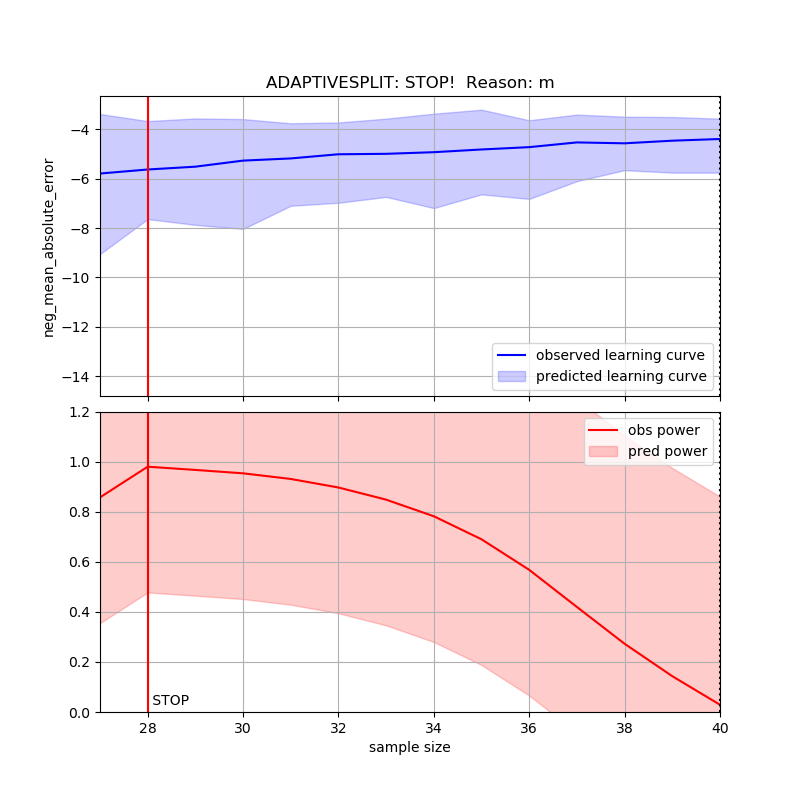 ADAPTIVESPLIT: STOP!  Reason: m
neg_mean_absolute_error
−4
−6
−8
−10
−12
−14
observed learning curve
predicted learning curve
1.2
1.0
0.8
0.6
0.4
0.2
0.0
obs power
pred power
STOP
28
30
32
34
36
38
40
sample size